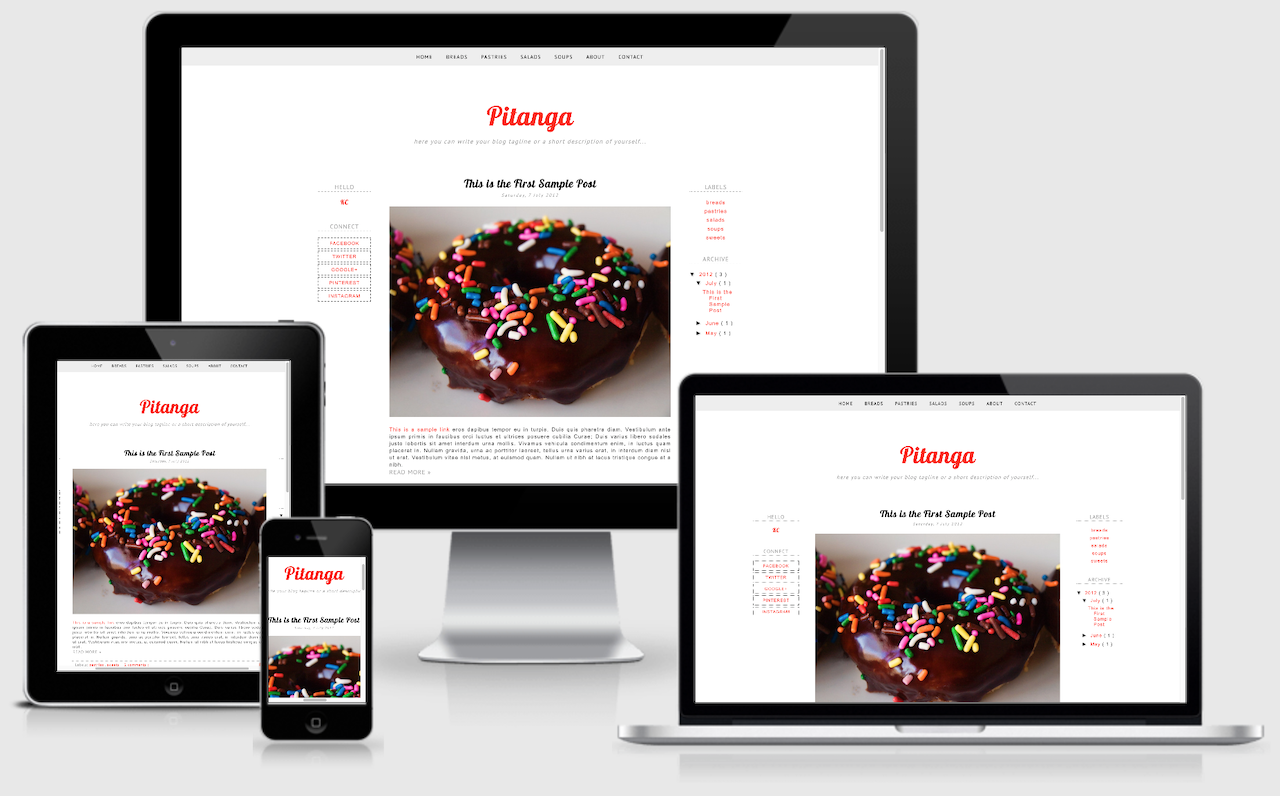 HOME BREADS PASTRIES SALADS SOUPS ABOUT CONTACT
Pitanga
here you can write your blog tagline or a short description of yourself...
HELLO
KC
CONNECT
FACEBOOK
TWITTER
GOOGLE+
PINTEREST
INSTAGRAM
This is the First Sample Post
Saturday, 7 July 2012
This is a sample link eros dapibus tempor eu in turpis. Duis quis pharetra diam. Vestibulum ante
ipsum primis in faucibus orci luctus et ultrices posuere cubilia Curae; Duis varius libero sodales
justo lobortis sit amet interdum urna mollis. Vivamus vehicula condimentum enim, in luctus quam
placerat in. Nullam gravida, urna ac porttitor laoreet, tellus urna varius erat, in interdum diam nisl
ut erat. Vestibulum vitae nisl metus, at euismod quam. Nullam ut nibh at lacus tristique congue at a
nibh.
READ MORE »
LABELS
breads
pastries
salads
soups
sweets
ARCHIVE
▼ 2012 ( 3 )
▼ July ( 1 )
This is the
First
Sample
Post
► June ( 1 )
► May ( 1 )
HOME BREADS PASTRIES SALADS SOUPS ABOUT CONTACT
Pitanga
here you can write your blog tagline or a short description of yourself...
This is the First Sample Post
Saturday, 7 July 2012
READ MORE »
Pitanga
here your blog tagline or a short
This is the First Sample Post
HOME BREADS PASTRIES SALADS SOUPS ABOUT CONTACT
Pitanga
here you can write your blog tagline or a short description of yourself...
HELLO
KC
CONNECT
FACEBOOK
TWITTER
GOOGLE+
PINTEREST
INSTAGRAM
This is the First Sample Post
Saturday, 7 July 2012
LABELS
breads
pastries
salads
soups
sweets
ARCHIVE
▼ 2012 ( 3 )
▼ July ( 1 )
This is the
First
Sample
Post
► June ( 1 )
► May ( 1 )